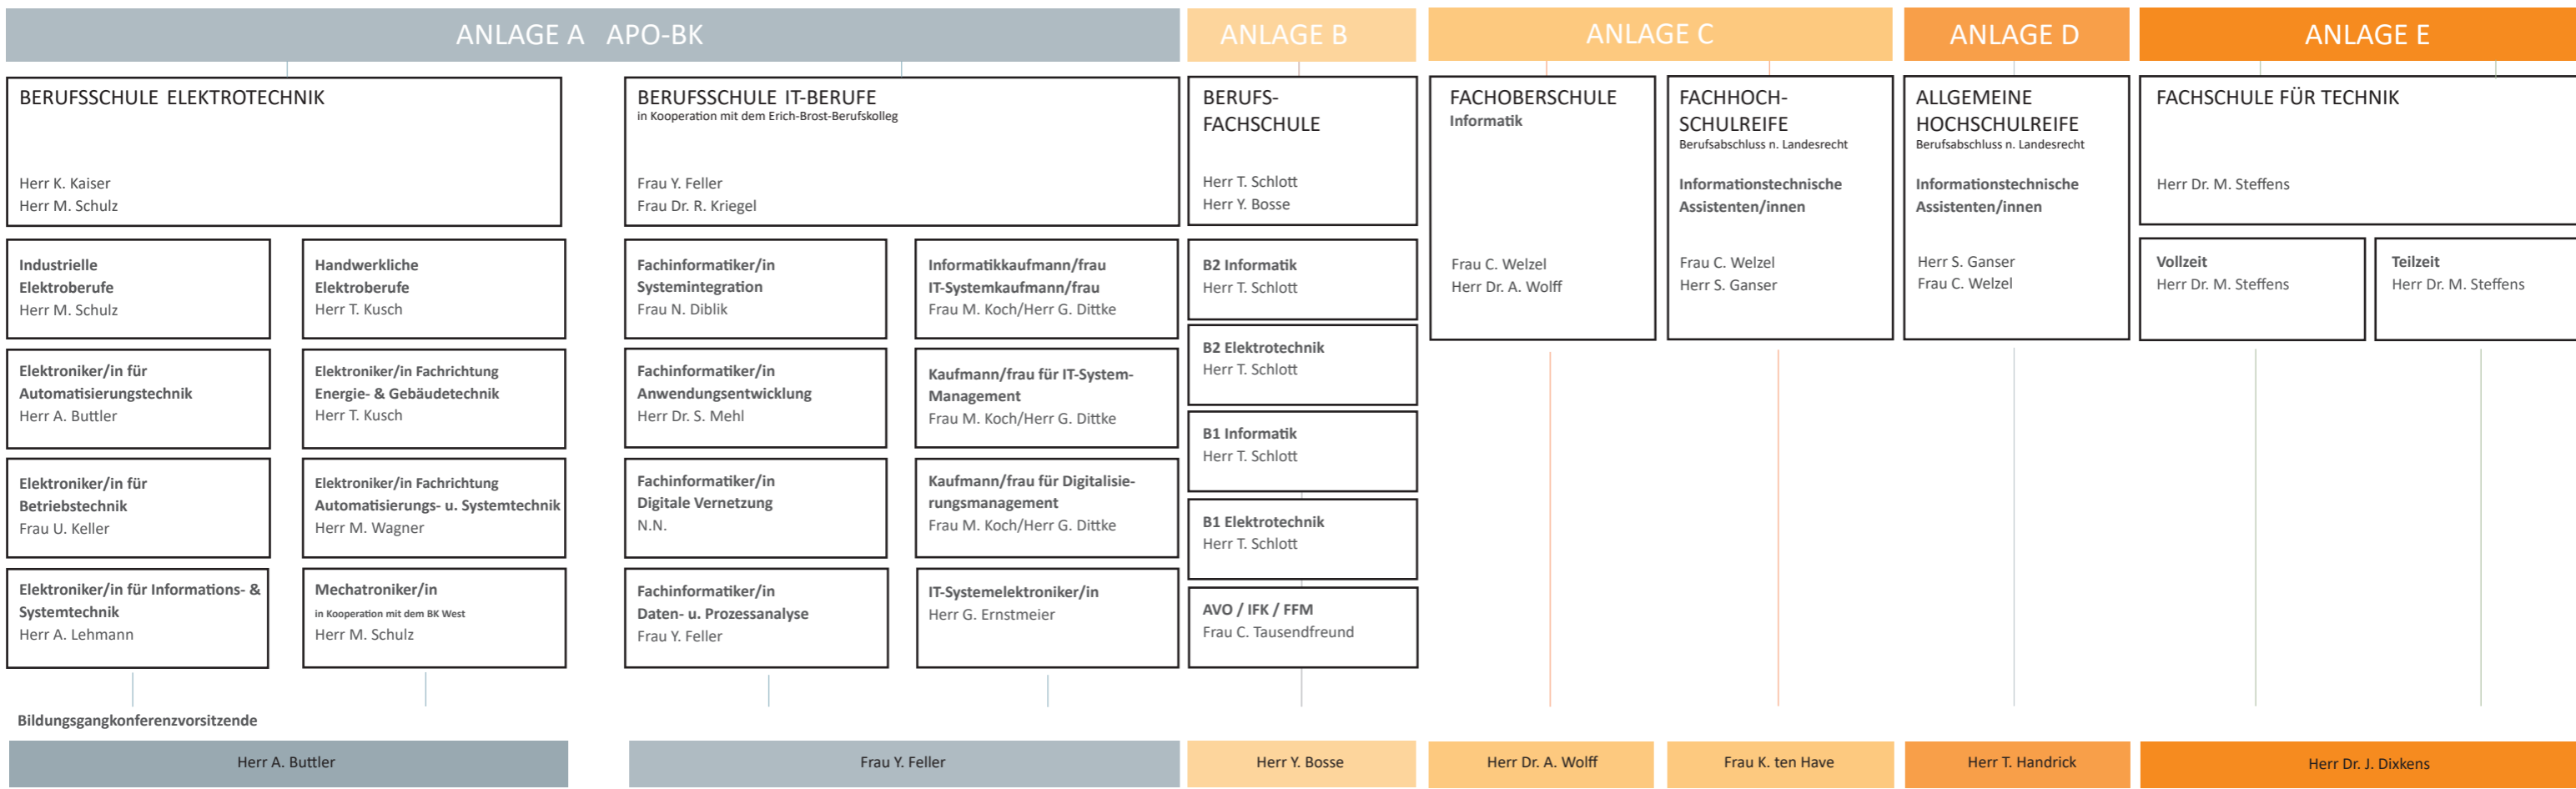 ANLAGE A APO-BK
BERUFSSCHULE ELEKTROTECHNIK
Herr K. Kaiser
Herr M. Schulz
Industrielle
Elektroberufe
Herr M. Schulz
Elektroniker/in für
Automatisierungstechnik
Herr A. Buttler
Elektroniker/in für
Betriebstechnik
Frau U. Keller
Elektroniker/in für Informations- &
Systemtechnik
Herr A. Lehmann
Handwerkliche
Elektroberufe
Herr T. Kusch
Elektroniker/in Fachrichtung
Energie- & Gebäudetechnik
Herr T. Kusch
Elektroniker/in Fachrichtung
Automatisierungs- u. Systemtechnik
Herr M. Wagner
Mechatroniker/in
in Kooperation mit dem BK West
Herr M. Schulz
BERUFSSCHULE IT-BERUFE
in Kooperation mit dem Erich-Brost-Berufskolleg
Frau Y. Feller
Frau Dr. R. Kriegel
Fachinformatiker/in
Systemintegration
Frau N. Diblik
Fachinformatiker/in
Anwendungsentwicklung
Herr Dr. S. Mehl
Fachinformatiker/in
Digitale Vernetzung
N.N.
Fachinformatiker/in
Daten- u. Prozessanalyse
Frau Y. Feller
Informatikkaufmann/frau
IT-Systemkaufmann/frau
Frau M. Koch/Herr G. Dittke
Kaufmann/frau für IT-System-
Management
Frau M. Koch/Herr G. Dittke
Kaufmann/frau für Digitalisie-
rungsmanagement
Frau M. Koch/Herr G. Dittke
IT-Systemelektroniker/in
Herr G. Ernstmeier
ANLAGE B
BERUFS-
FACHSCHULE
Herr T. Schlott
Herr Y. Bosse
B2 Informatik
Herr T. Schlott
B2 Elektrotechnik
Herr T. Schlott
B1 Informatik
Herr T. Schlott
B1 Elektrotechnik
Herr T. Schlott
AVO / IFK / FFM
Frau C. Tausendfreund
ANLAGE C
FACHOBERSCHULE
Informatik
Frau C. Welzel
Herr Dr. A. Wolff
FACHHOCH-
SCHULREIFE
Berufsabschluss n. Landesrecht
Informationstechnische
Assistenten/innen
Frau C. Welzel
Herr S. Ganser
ANLAGE D
ALLGEMEINE
HOCHSCHULREIFE
Berufsabschluss n. Landesrecht
Informationstechnische
Assistenten/innen
Herr S. Ganser
Frau C. Welzel
ANLAGE E
FACHSCHULE FÜR TECHNIK
Herr Dr. M. Steffens
Vollzeit
Herr Dr. M. Steffens
Teilzeit
Herr Dr. M. Steffens
Bildungsgangkonferenzvorsitzende
Herr A. Buttler
Frau Y. Feller
Herr Y. Bosse
Herr Dr. A. Wolff
Frau K. ten Have
Herr T. Handrick
Herr Dr. J. Dixkens